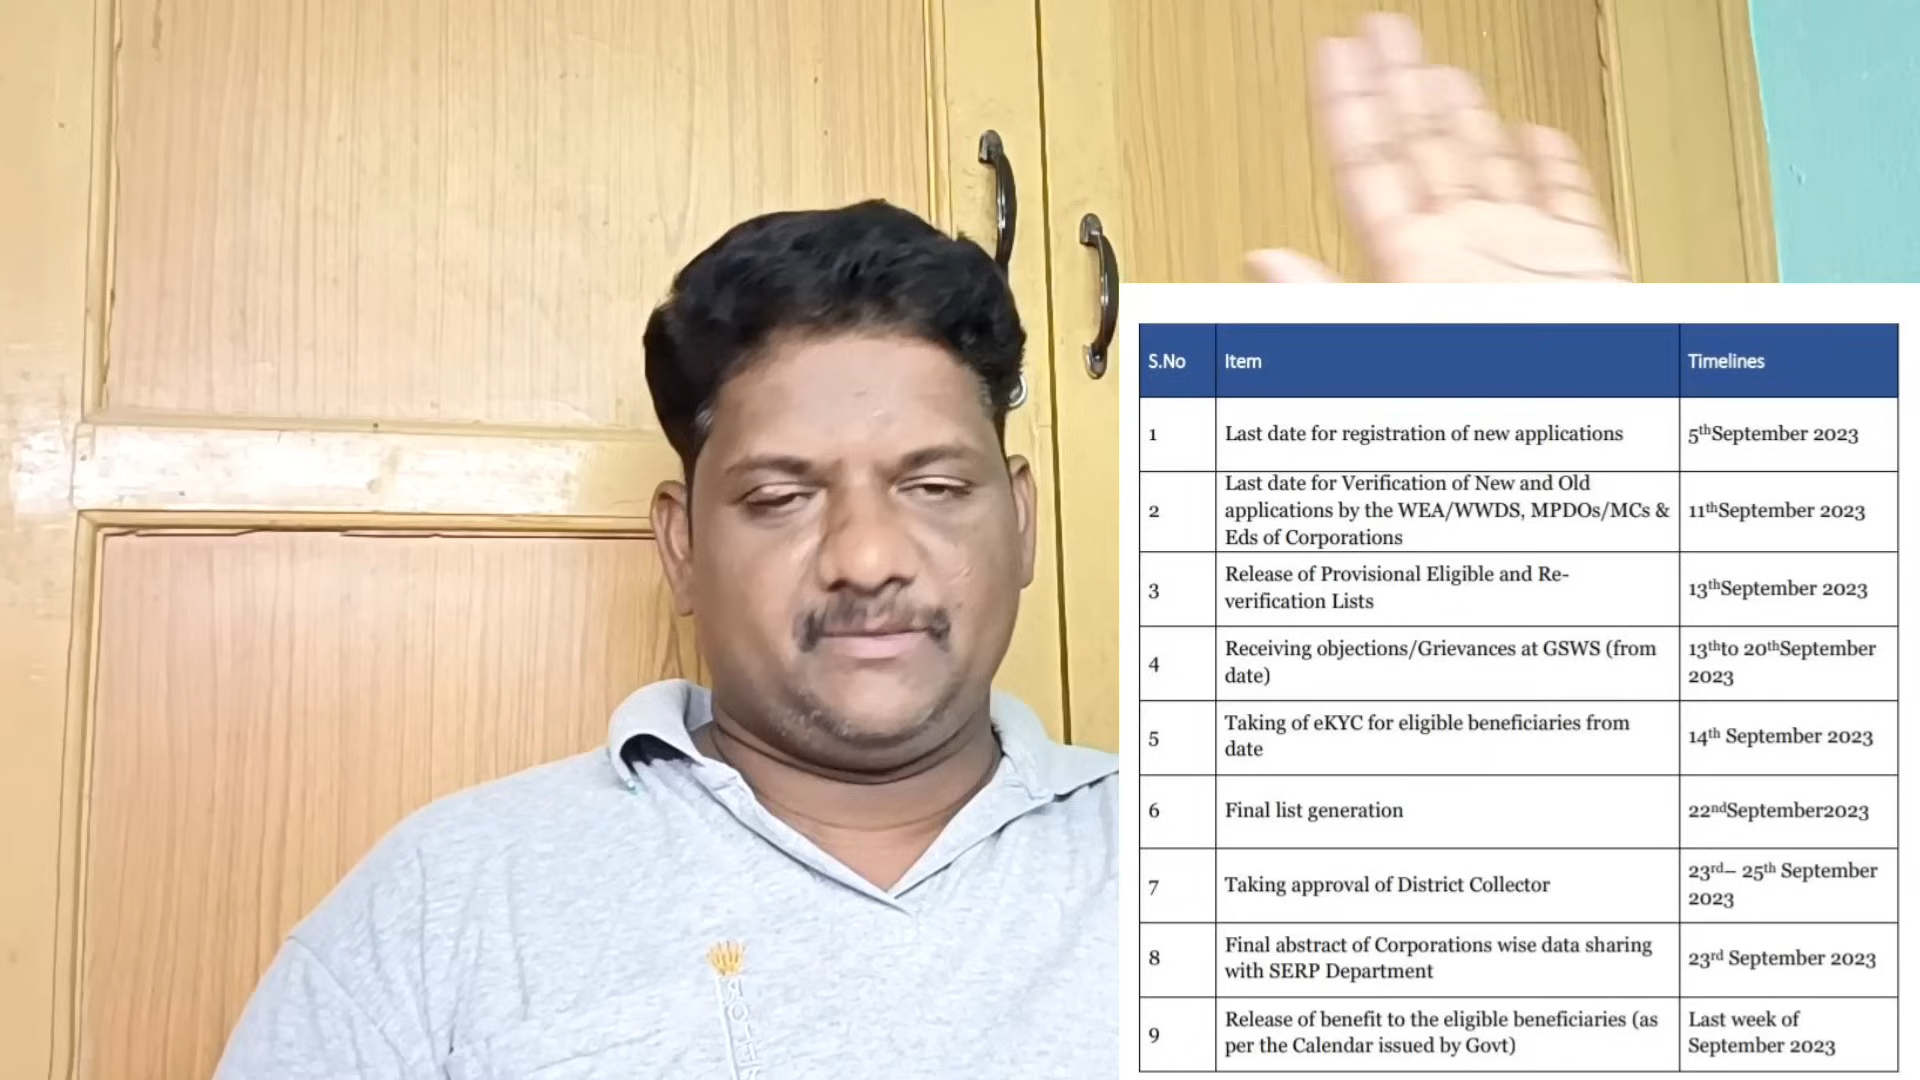 S.No Item Timelines
1 Last date for registration of new applications 5thSeptember 2023
2 Last date for Verification of New and Old
applications by the WEA/WWDS, MPDOs/MCs &
Eds of Corporations 11thSeptember 2023
3 Release of Provisional Eligible and Re-
verification Lists 13thSeptember 2023
4 Receiving objections/Grievances at GSWS (from
date) 13thto 20thSeptember
2023
5 Taking of eKYC for eligible beneficiaries from
date 14th September 2023
6 Final list generation 22ndSeptember2023
7 Taking approval of District Collector 23rd– 25th September
2023
8 Final abstract of Corporations wise data sharing
with SERP Department 23rd September 2023
9 Release of benefit to the eligible beneficiaries (as
per the Calendar issued by Govt) Last week of
September 2023